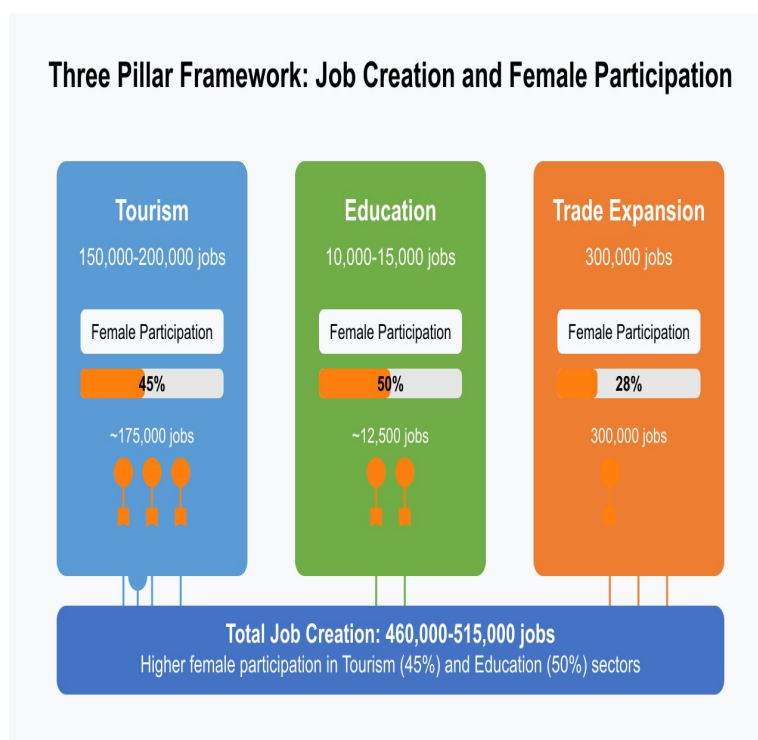 Three Pillar Framework: Job Creation and Female Participation
Tourism
150,000-200,000 jobs
Female Participation
45%
~175,000 jobs
Education
10,000-15,000 jobs
Female Participation
50%
~12,500 jobs
Trade Expansion
300,000 jobs
Female Participation
28%
300,000 jobs
Total Job Creation: 460,000-515,000 jobs
Higher female participation in Tourism (45%) and Education (50%) sectors